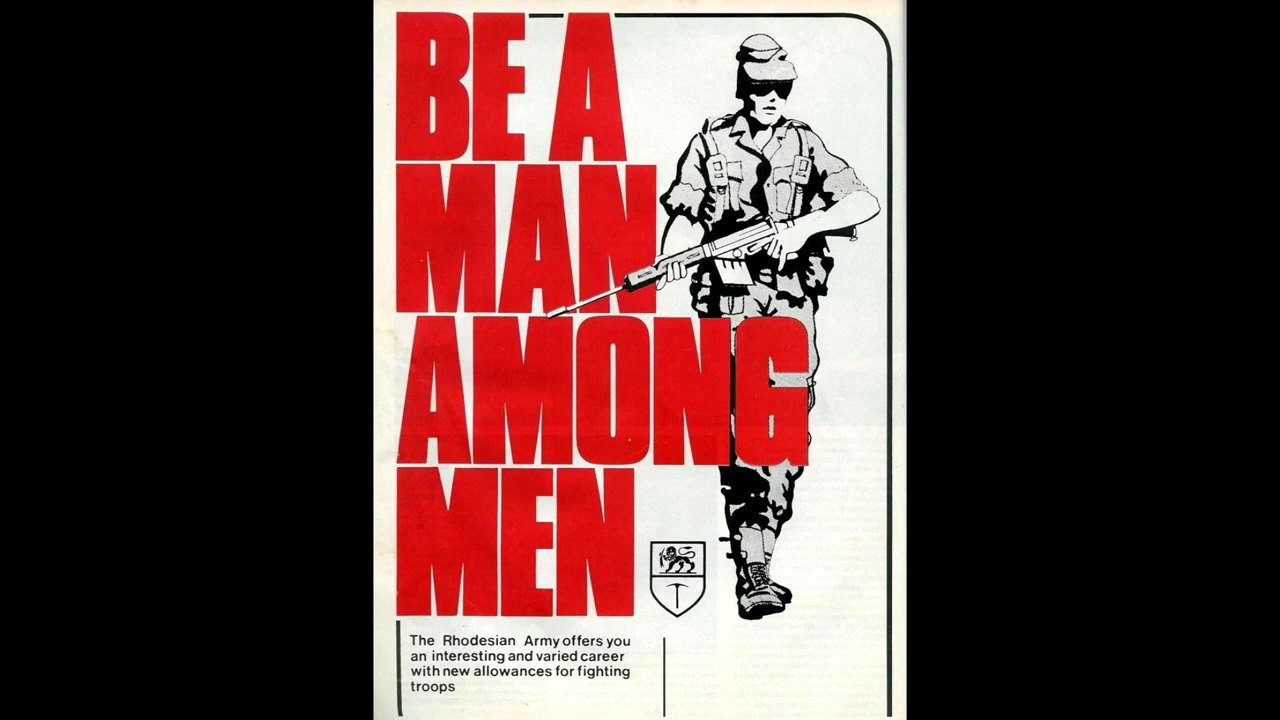 BE A
MAN
AMONG
MEN
The Rhodesian Army offers you
an interesting and varied career
with new allowances for fighting
troops